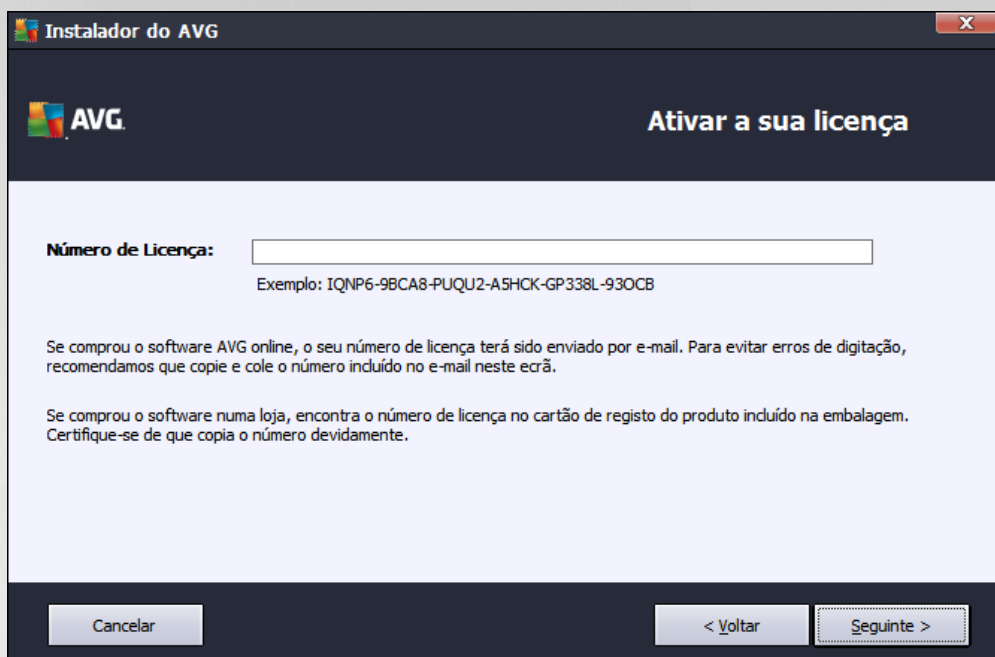 Instalador do AVG
X
AVG.
Ativar a sua licença
Número de Licença:
Exemplo: IQNP6-9BCA8-PUQU2-A5HCK-GP338L-93OCB
Se comprou o software AVG online, o seu número de licença terá sido enviado por e-mail. Para evitar erros de digitação,
recomendamos que copie e cole o número incluído no e-mail neste ecrã.
Se comprou o software numa loja, encontra o número de licença no cartão de registo do produto incluído na embalagem.
Certifique-se de que copia o número devidamente.
Cancelar
< Voltar
Seguinte >